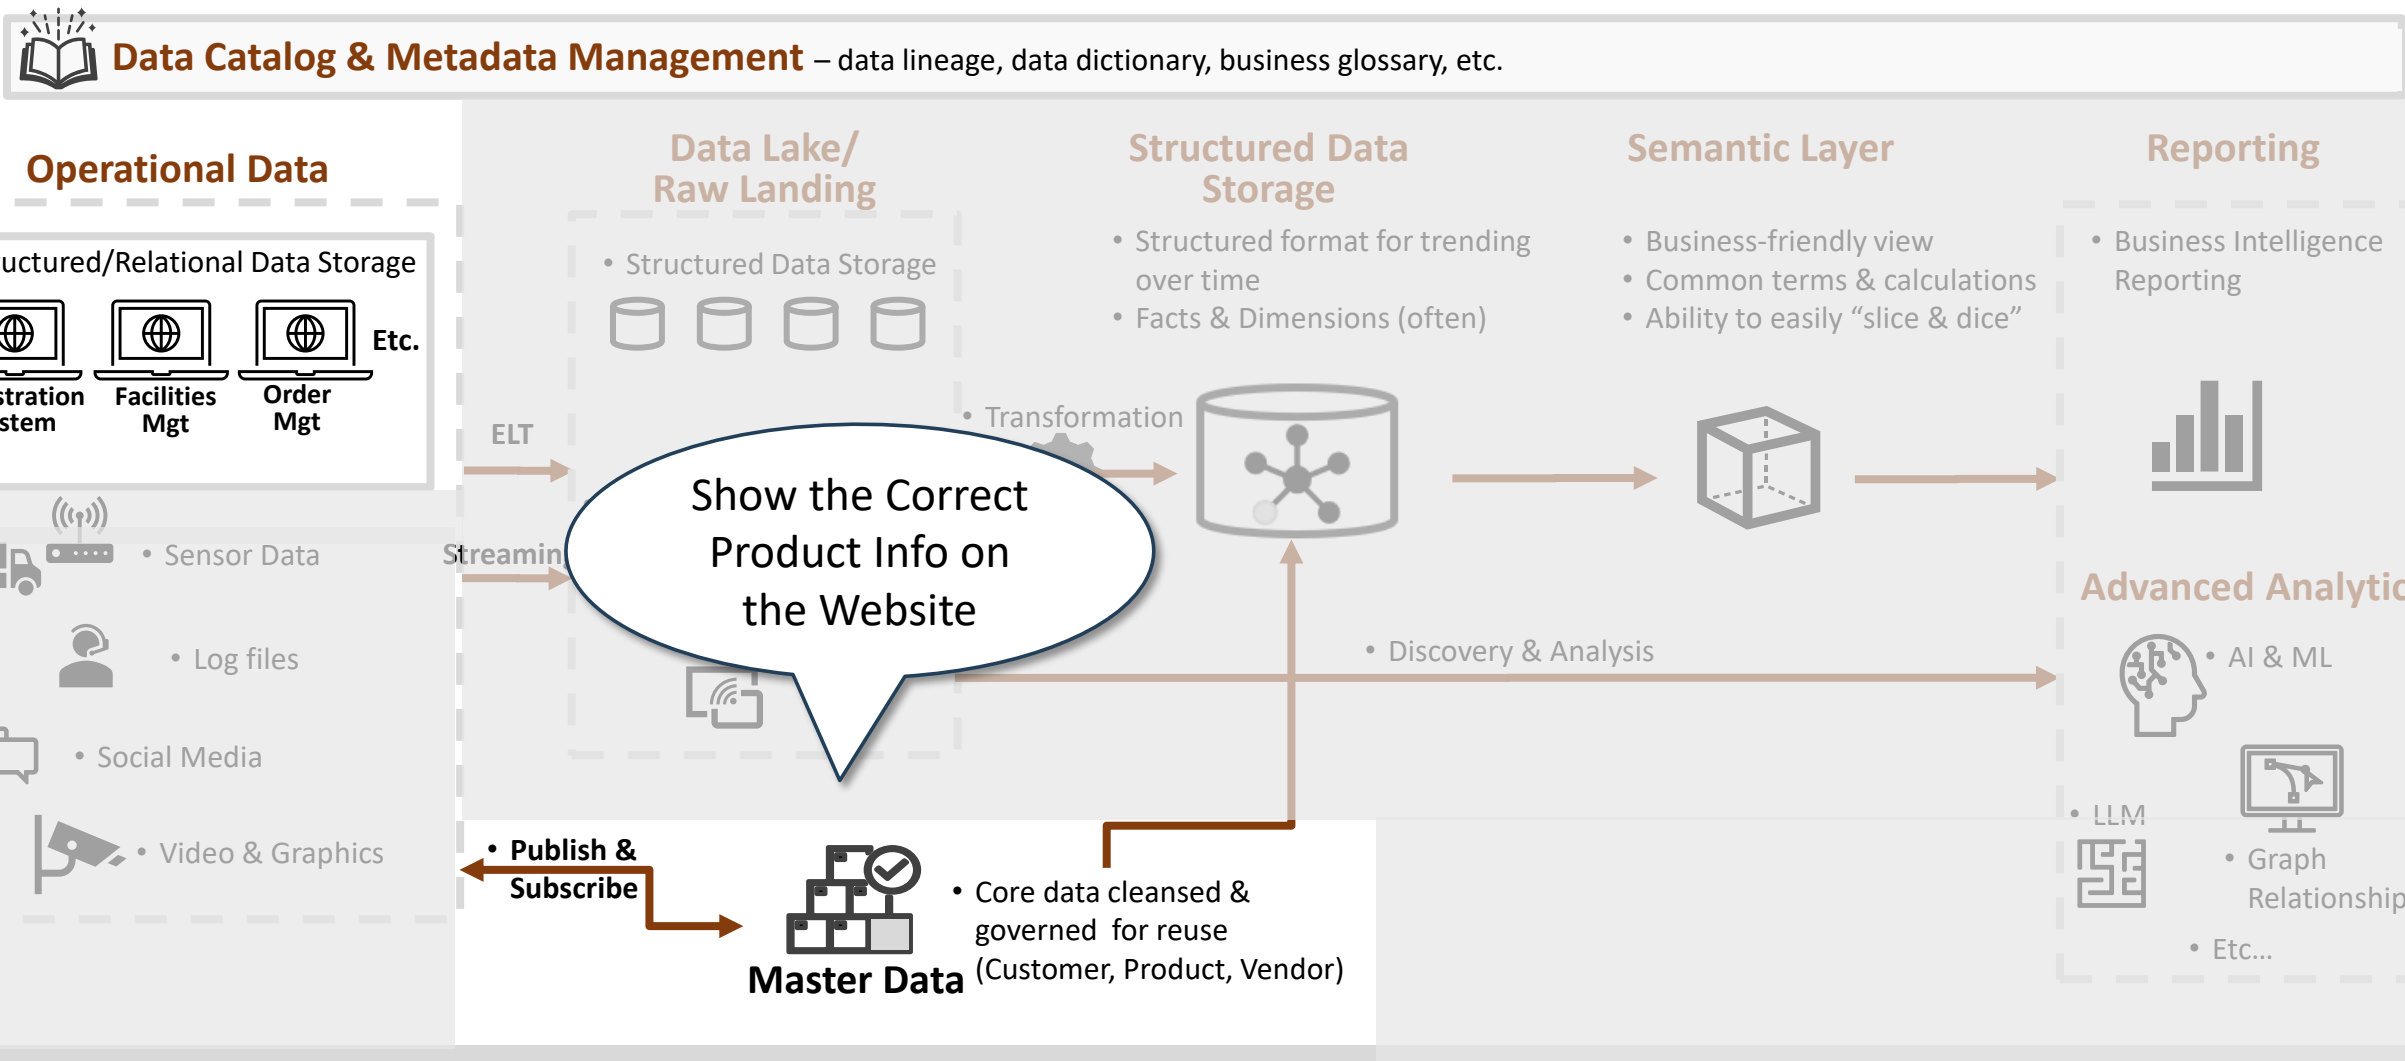 Data Catalog & Metadata Management – data lineage, data dictionary, business glossary, etc.
Operational Data
ructured/Relational Data Storage
Etc.
stration
stem
Facilities
Mgt
Order
Mgt
• Sensor Data
• Log files
• Social Media
• Video & Graphics
ELT
Streamin
Data Lake/
Raw Landing
• Structured Data Storage
• Transformation
Show the Correct
Product Info on
the Website
Structured Data
Storage
• Structured format for trending
over time
• Facts & Dimensions (often)
Semantic Layer
• Business-friendly view
• Common terms & calculations
• Ability to easily “slice & dice”
Reporting
• Business Intelligence
Reporting
• Discovery & Analysis
Advanced Analytic
• AI & ML
• LLM
• Graph
Relationship
• Etc...
• Publish &
Subscribe
Master Data
• Core data cleansed &
governed for reuse
(Customer, Product, Vendor)